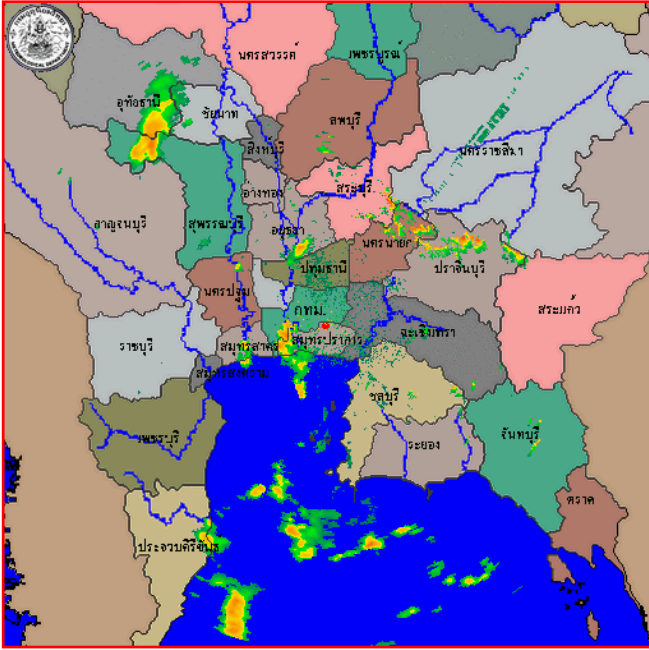 นครสวรรค์
เพชรบูรณ์
อุทัยธานี
ชัยนาท
ลพบุรี
สิงห์บุรี
นครราชสีมา
อ่างทอง
สระบุรี
กาญจนบุรี
สุพรรณบุรี
อยุธยา
นครนายก
ปทุมธานี
ปราจีนบุรี
นครปฐม
กทม.
สระแก้ว
ราชบุรี
สมุทรสาคร
สมุทรปราการ
ฉะเชิงเทรา
สมุทรสงคราม
ชลบุรี
เพชรบุรี
ระยอง
จันทบุรี
ตราด
ประจวบคีรีขันธ์